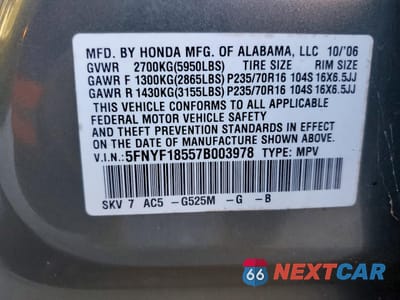 MFD. BY HONDA MFG. OF ALABAMA, LLC 10/'06
GVWR 2700KG(5950LBS) TIRE SIZE RIM SIZE
GAWR F 1300KG(2865LBS) P235/70R16 104S 16X6.5JJ
GAWR R 1430KG(3155LBS) P235/70R16 104S 16X6.5JJ
THIS VEHICLE CONFORMS TO ALL APPLICABLE
FEDERAL MOTOR VEHICLE SAFETY
STANDARDS IN EFFECT ON THE DATE OF
MANUFACTURE SHOWN ABOVE.
V.I.N.: 5FNYF18557B003978 TYPE: MPV
SKV 7 AC5 -G525M -G -B
66 NEXTCAR